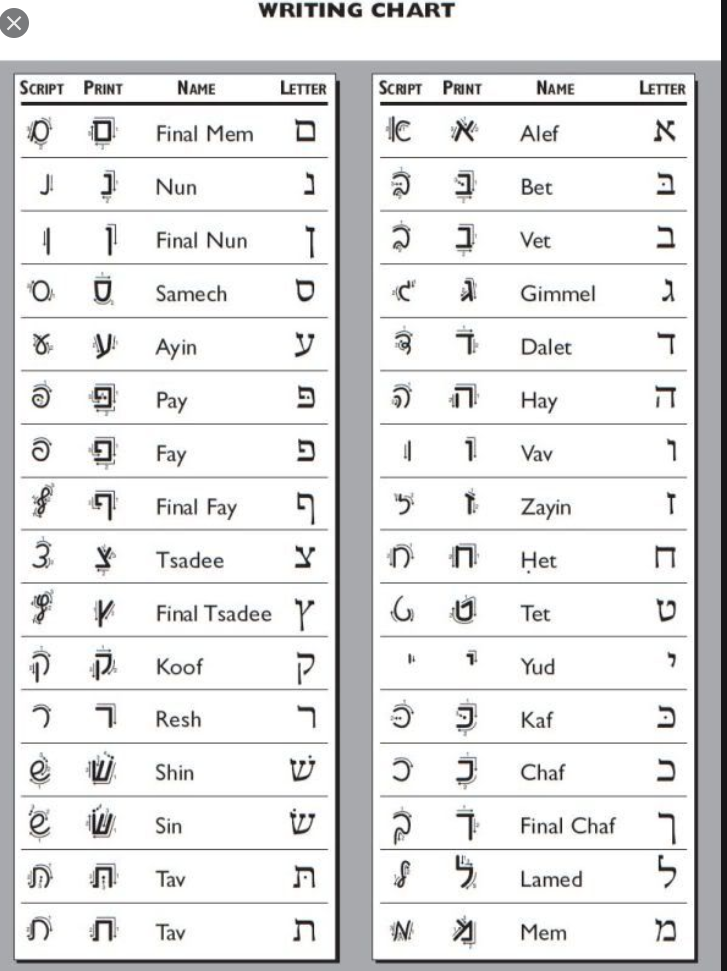 WRITING CHART
SCRIPT PRINT NAME LETTER
א א Alef א
בּ בּ Bet בּ
ב ב Vet ב
ג ג Gimmel ג
ד ד Dalet ד
ה ה Hay ה
ו ו Vav ו
ז ז Zayin ז
ח ח Ḥet ח
ט ט Tet ט
י י Yud י
כּ כּ Kaf כּ
כ כ Chaf כ
ך ך Final Chaf ך
ל ל Lamed ל
מ מ Mem מ
SCRIPT PRINT NAME LETTER
ם ם Final Mem ם
נ נ Nun נ
ן ן Final Nun ן
ס ס Samech ס
ע ע Ayin ע
פּ פּ Pay פּ
פ פ Fay פ
ף ף Final Fay ף
צ צ Tsadee צ
ץ ץ Final Tsadee ץ
ק ק Koof ק
ר ר Resh ר
שׁ שׁ Shin שׁ
שׂ שׂ Sin שׂ
תּ תּ Tav תּ
ת ת Tav ת